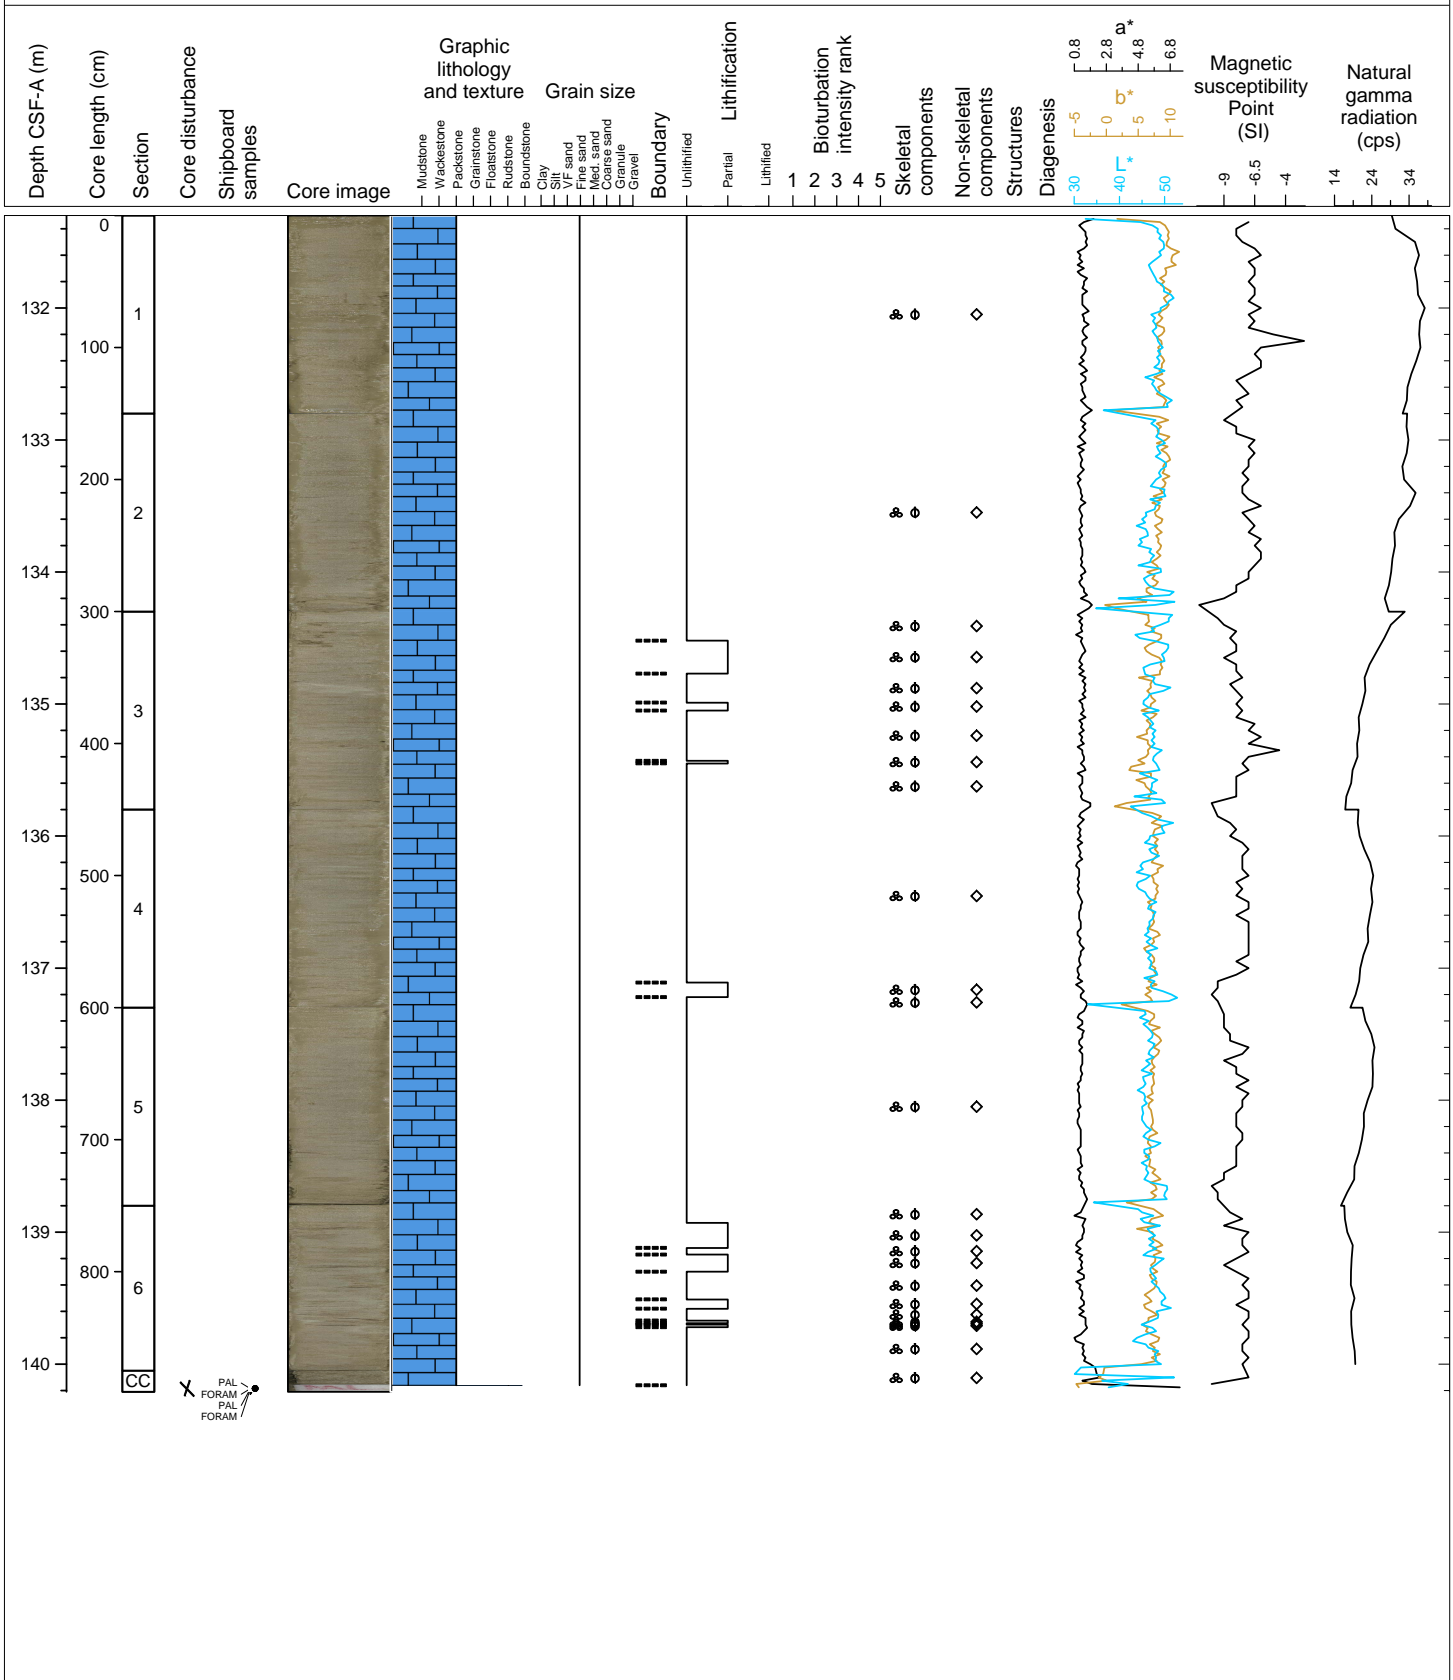 Depth CSF-A (m)
Core length (cm)
Section
Core disturbance
Shipboard
samples
Core image
Graphic
lithology
and texture
Mudstone
Wackestone
Packstone
Grainstone
Floatstone
Rudstone
Boundstone
Grain size
Clay
Silt
VF sand
Fine sand
Med. sand
Coarse sand
Granule
Gravel
Boundary
Lithification
Unlithified
Partial
Lithified
Bioturbation
intensity rank
1 2 3 4 5
Skeletal
components
Non-skeletal
components
Structures
Diagenesis
a*
0.8 2.8 4.8 6.8
b*
-5 0 5 10
L*
30 40 50
Magnetic
susceptibility
Point
(SI)
-9 -6.5 -4
Natural
gamma
radiation
(cps)
14 24 34
0
132
1
100
133
200
2
134
300
135
3
400
136
500
4
137
600
138
5
700
139
800
6
140
CC
X
PAL
FORAM
PAL
FORAM